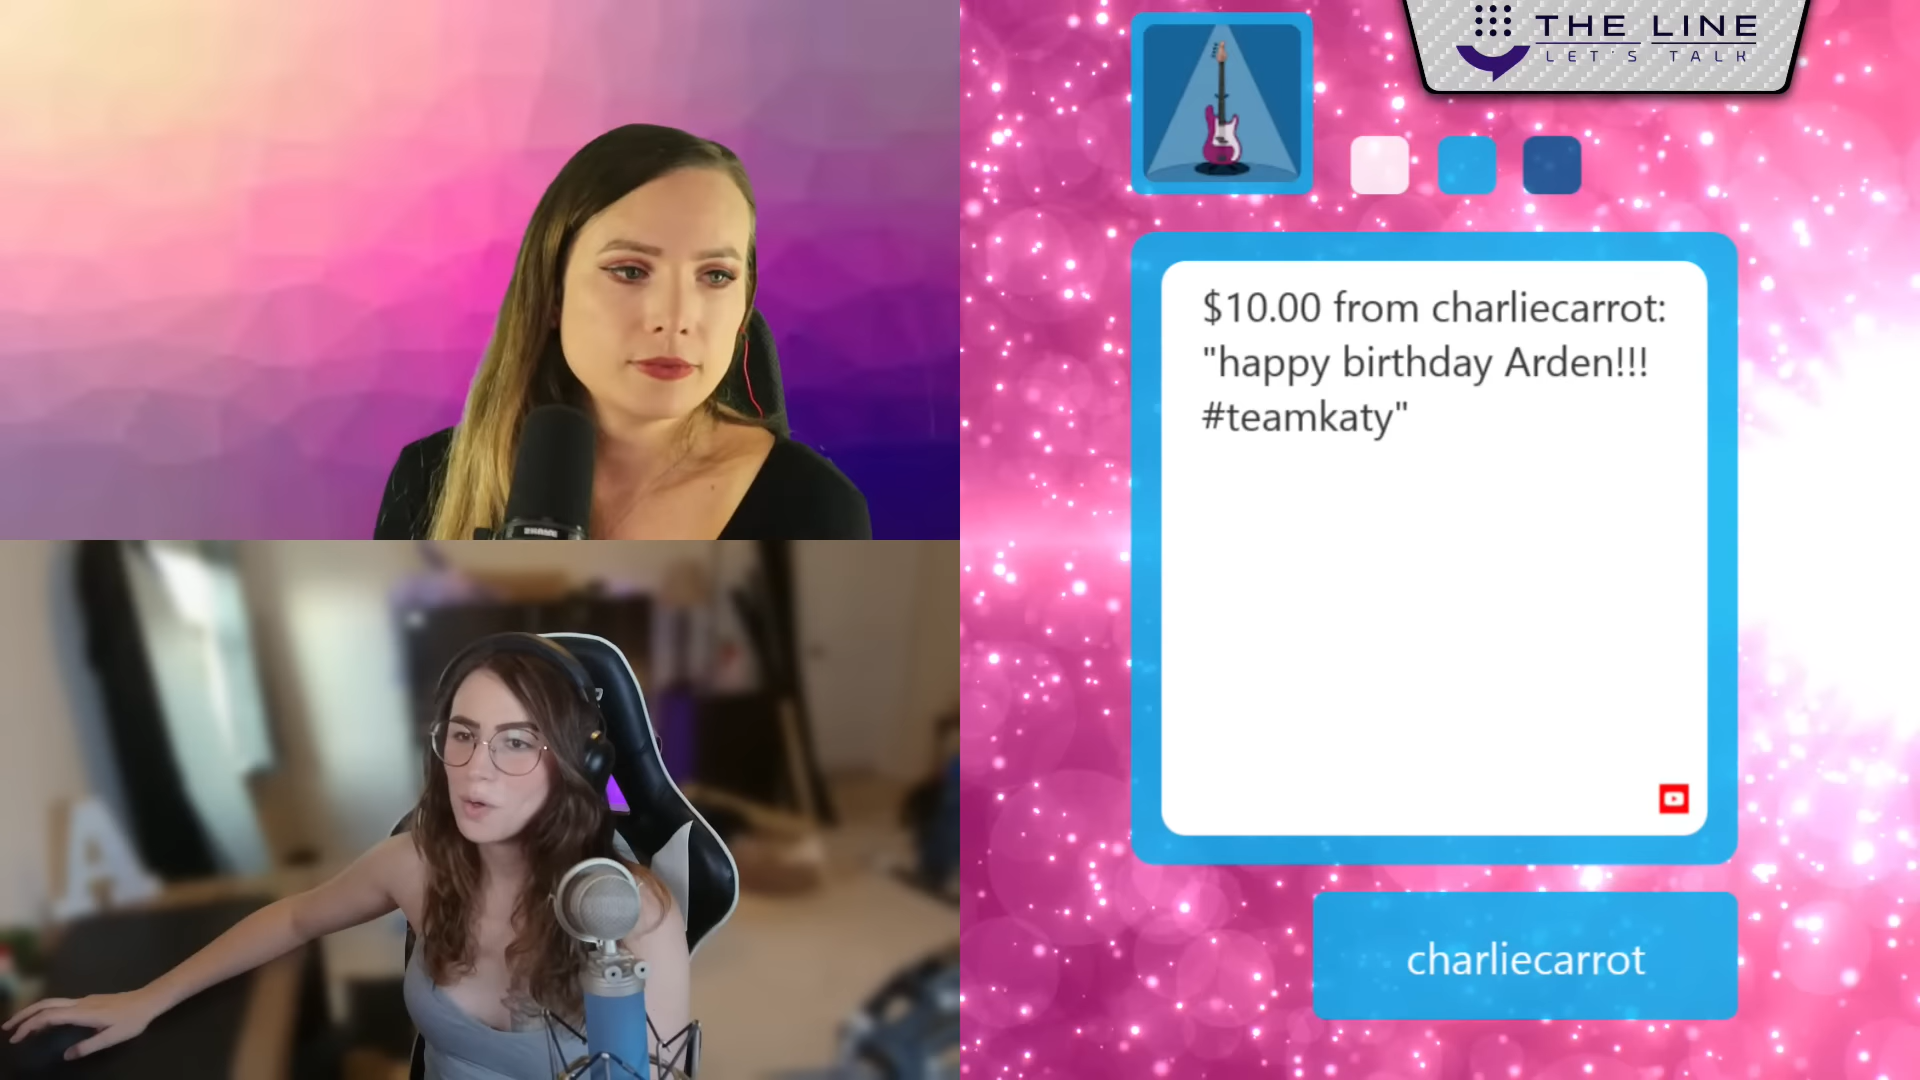 THE LINE
LET'S TALK
$10.00 from charliecarrot:
"happy birthday Arden!!!
#teamkaty"
charliecarrot
A